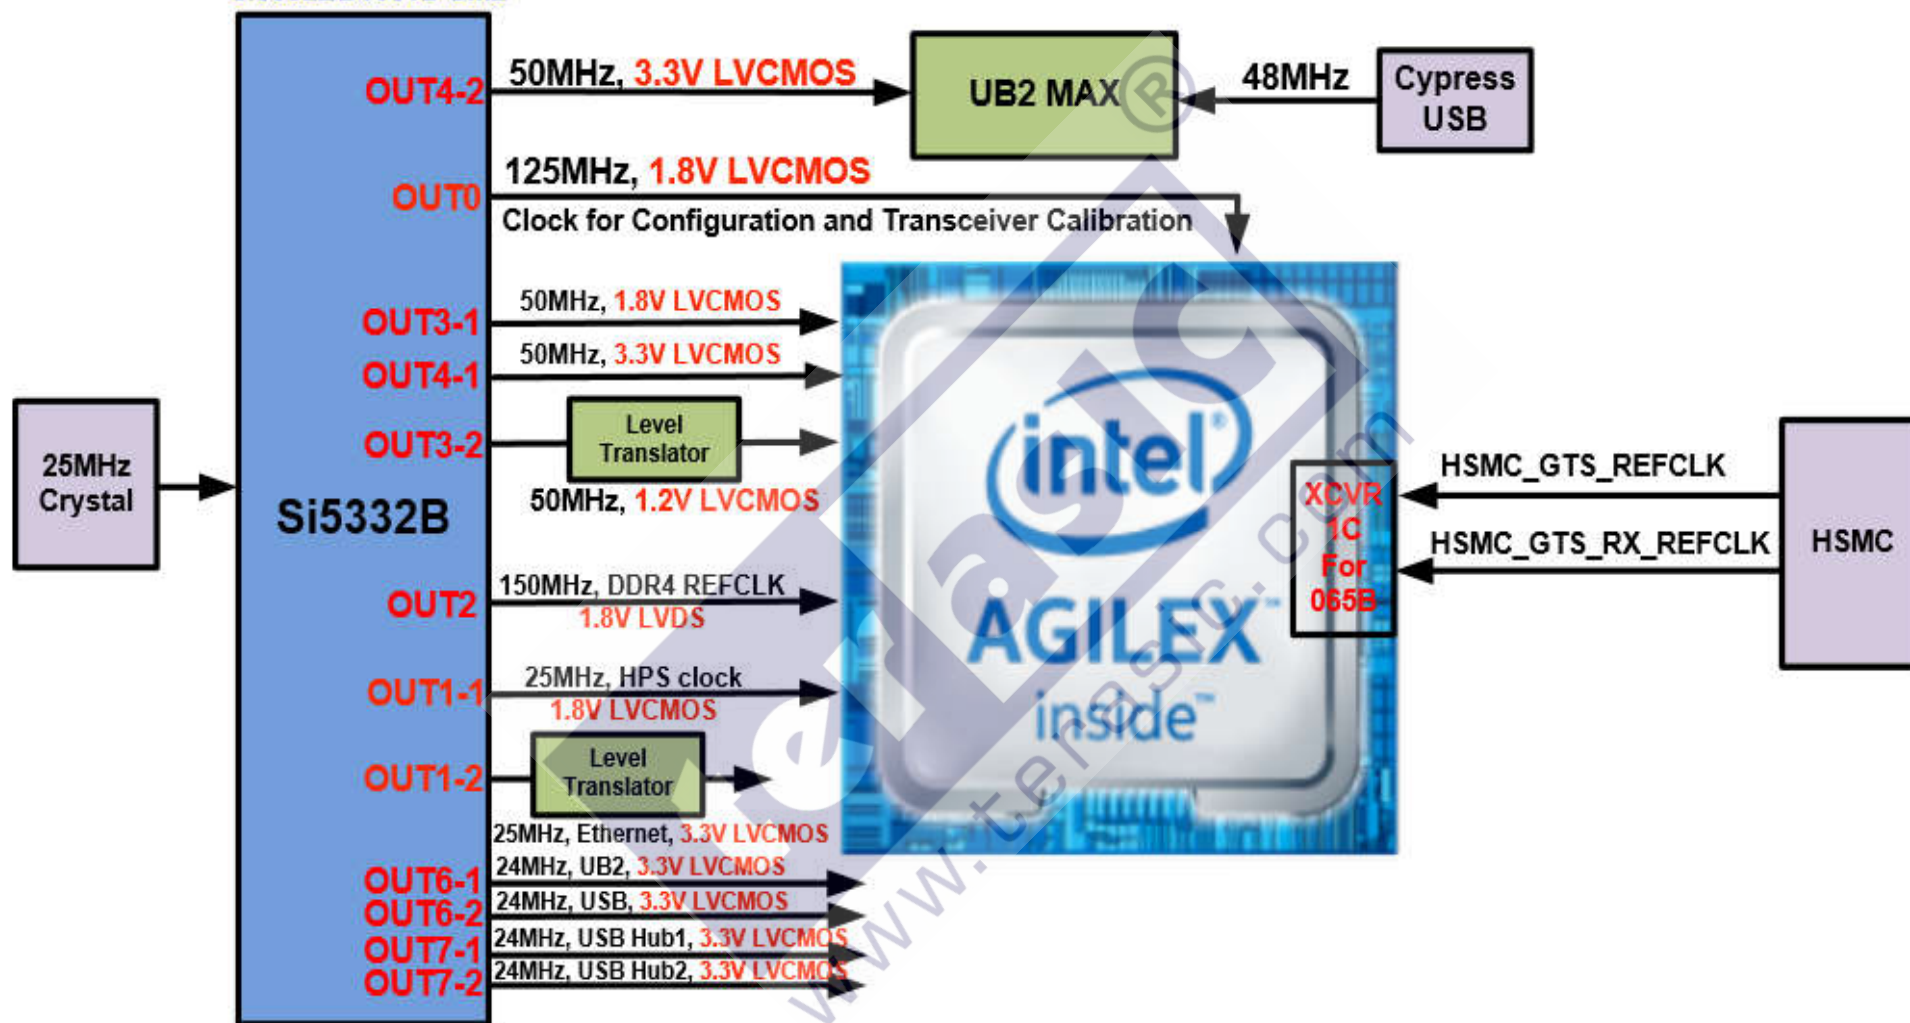 OUT4-2
50MHz, 3.3V LVCMOS
UB2 MAX
48MHz
Cypress
USB
OUT0
125MHz, 1.8V LVCMOS
Clock for Configuration and Transceiver Calibration
OUT3-1
50MHz, 1.8V LVCMOS
OUT4-1
50MHz, 3.3V LVCMOS
OUT3-2
Level
Translator
50MHz, 1.2V LVCMOS
25MHz
Crystal
Si5332B
OUT2
150MHz, DDR4 REFCLK
1.8V LVDS
OUT1-1
25MHz, HPS clock
1.8V LVCMOS
OUT1-2
Level
Translator
25MHz, Ethernet, 3.3V LVCMOS
OUT6-1
24MHz, UB2, 3.3V LVCMOS
OUT6-2
24MHz, USB, 3.3V LVCMOS
OUT7-1
24MHz, USB Hub1, 3.3V LVCMOS
OUT7-2
24MHz, USB Hub2, 3.3V LVCMOS
intel®
AGILEX™
inside™
XCVR
1C
For
065B
HSMC_GTS_REFCLK
HSMC_GTS_RX_REFCLK
HSMC
terasic®
www.terasic.com